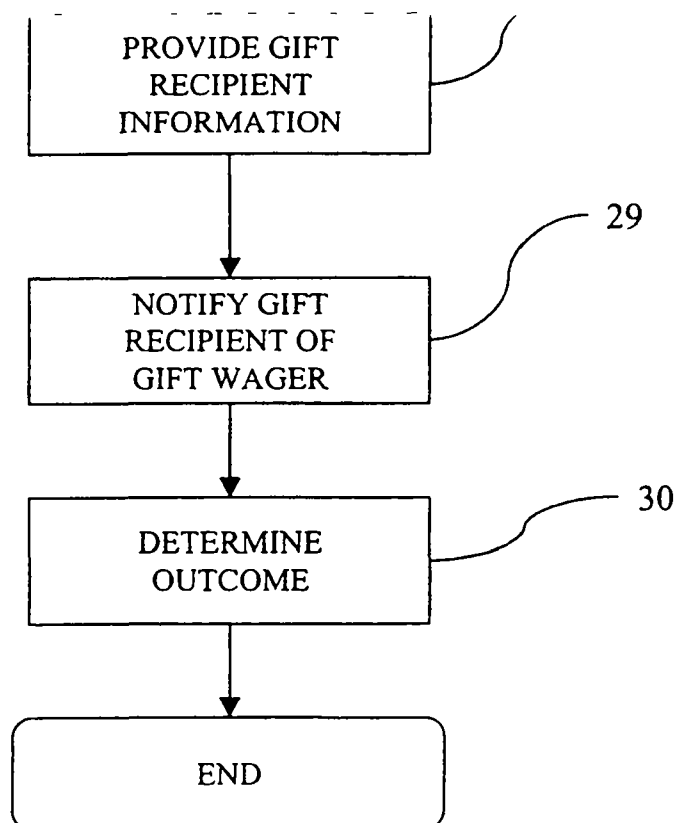 PROVIDE GIFT
RECIPIENT
INFORMATION
29
NOTIFY GIFT
RECIPIENT OF
GIFT WAGER
30
DETERMINE
OUTCOME
END